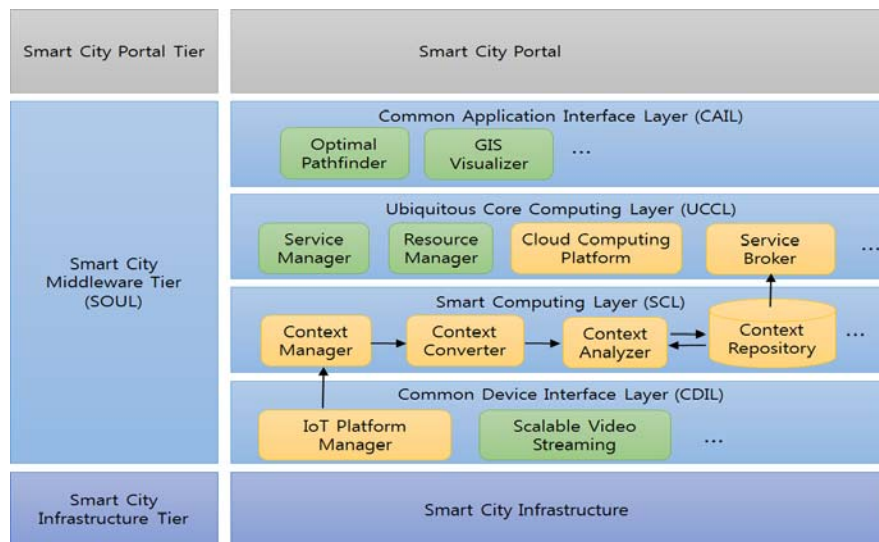 Smart City Portal Tier
Smart City Portal
Smart City
Middleware Tier
(SOUL)
Common Application Interface Layer (CAIL)
Optimal
Pathfinder
GIS
Visualizer
...
Ubiquitous Core Computing Layer (UCCL)
Service
Manager
Resource
Manager
Cloud Computing
Platform
Service
Broker
...
Smart Computing Layer (SCL)
Context
Manager
Context
Converter
Context
Analyzer
Context
Repository
...
Common Device Interface Layer (CDIL)
IoT Platform
Manager
Scalable Video
Streaming
...
Smart City
Infrastructure Tier
Smart City Infrastructure